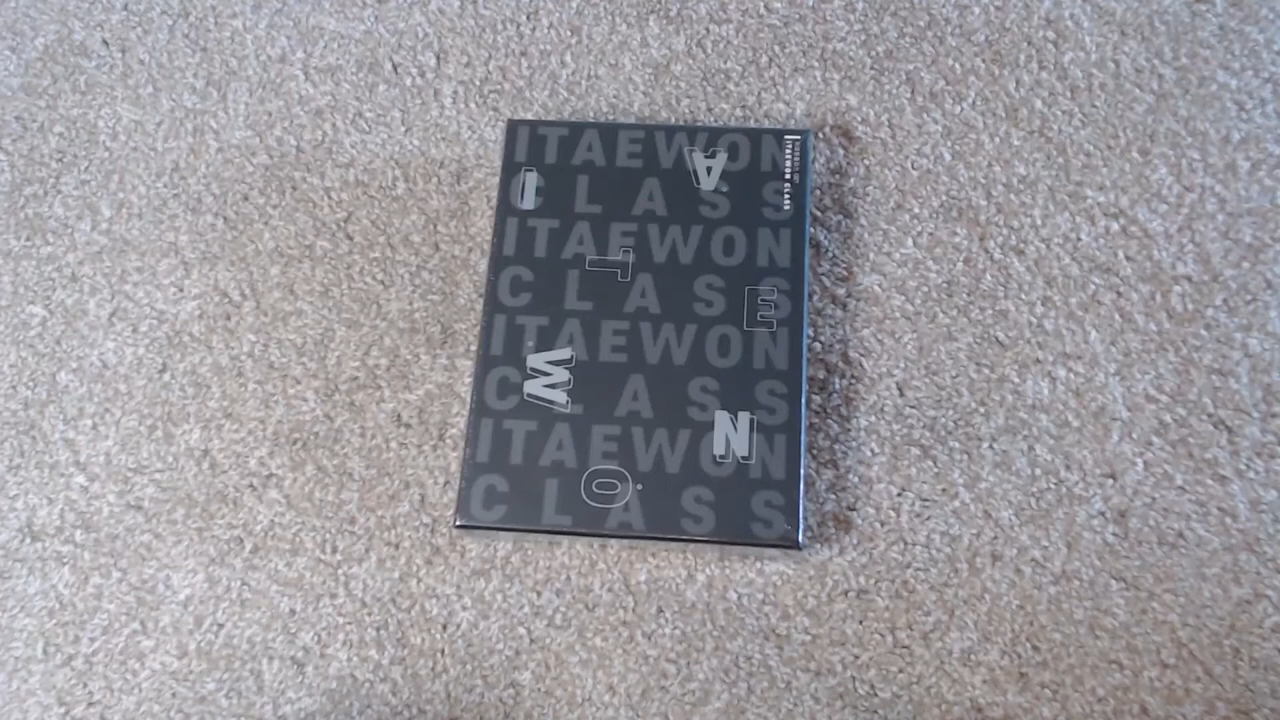 ITAEWON
CLASS
ITAEWON
CLASS
ITAEWON
CLASS
ITAEWON
CLASS
I
T
A
E
W
O
N
ITAEWON CLASS